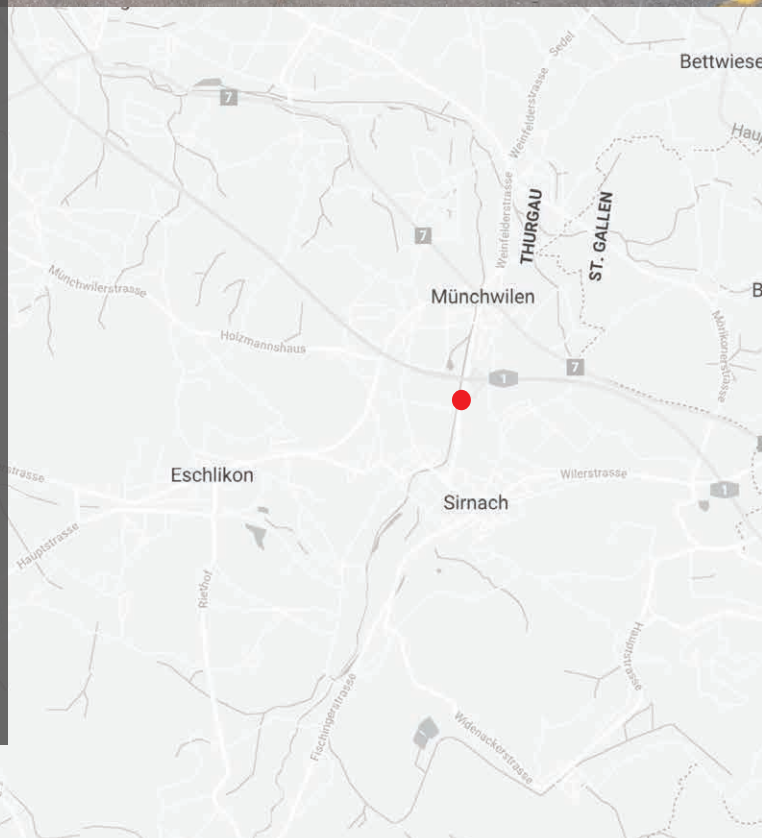 Bettwiese
Sedel
7
Weinfelderstrasse
Haup
Weinfelderstrasse
THURGAU
ST. GALLEN
7
Münchwilerstrasse
Münchwilen
B
Holzmannshaus
Mörikonerstrasse
7
1
Eschlikon
strasse
Wilerstrasse
1
Sirnach
Hauptstrasse
Riethof
Hauptstrasse
Fischingerstrasse
Widenackerstrasse